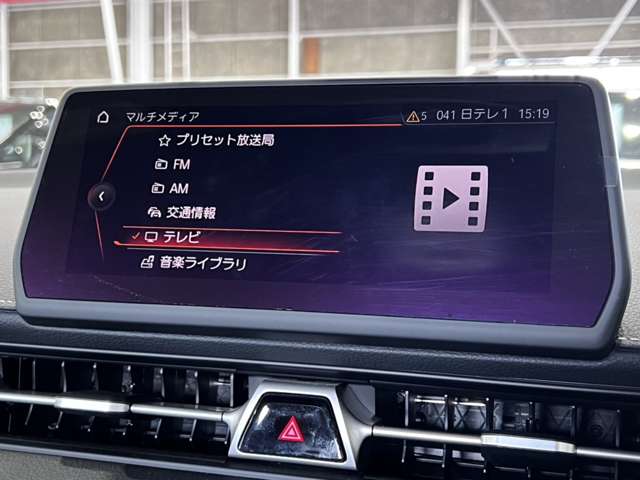 マルチメディア
5 041 日テレ1 15:19
プリセット放送局
FM
AM
交通情報
テレビ
音楽ライブラリ